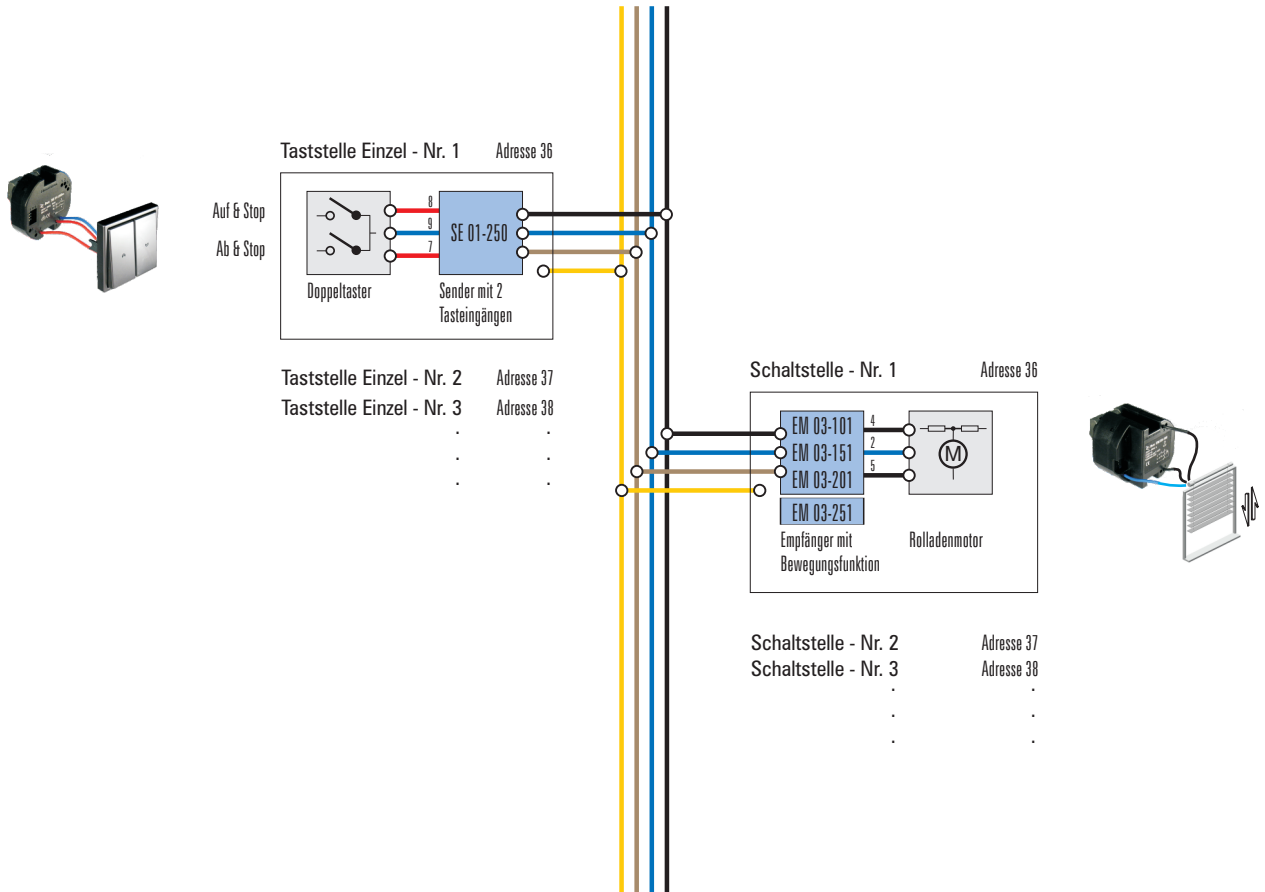 Taststelle Einzel - Nr. 1 Adresse 36
Auf & Stop
Ab & Stop
8
9
7
SE 01-250
Doppeltaster
Sender mit 2
Tasteingängen
Taststelle Einzel - Nr. 2 Adresse 37
Taststelle Einzel - Nr. 3 Adresse 38
. .
. .
. .
Schaltstelle - Nr. 1 Adresse 36
EM 03-101
EM 03-151
EM 03-201
EM 03-251
4
2
5
M
Empfänger mit
Bewegungsfunktion
Rolladenmotor
Schaltstelle - Nr. 2 Adresse 37
Schaltstelle - Nr. 3 Adresse 38
. .
. .
. .